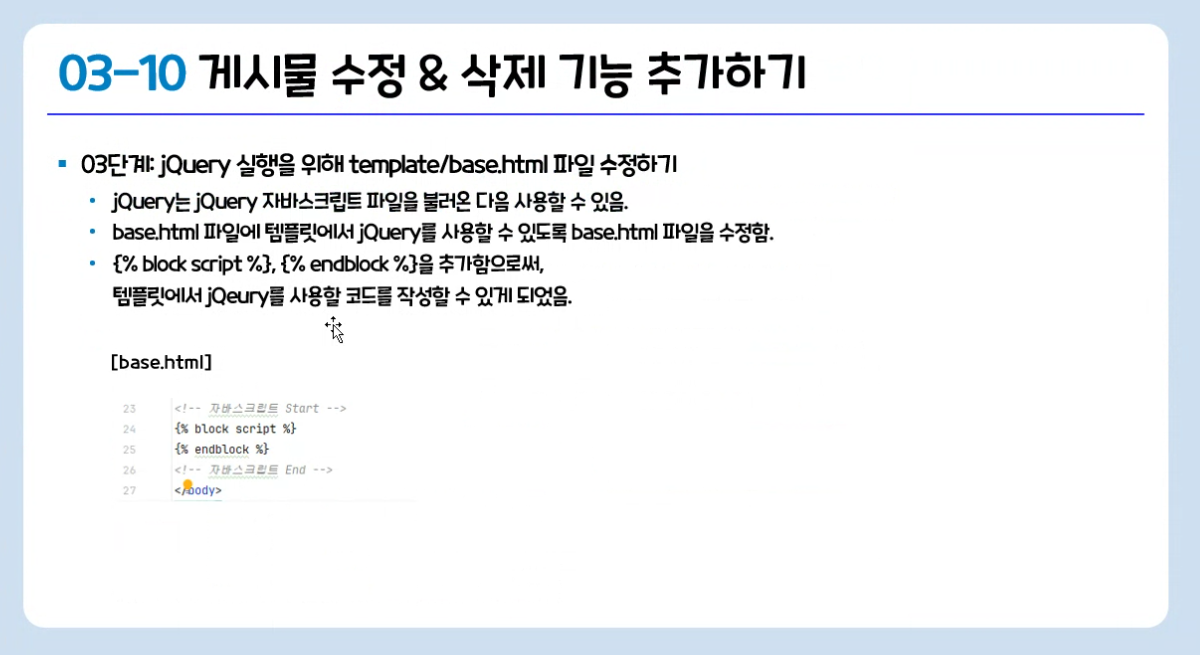 03-10 게시물 수정 & 삭제 기능 추가하기
03단계: jQuery 실행을 위해 template/base.html 파일 수정하기
jQuery는 jQuery 자바스크립트 파일을 불러온 다음 사용할 수 있음.
base.html 파일에 템플릿에서 jQuery를 사용할 수 있도록 base.html 파일을 수정함.
{% block script %}, {% endblock %}을 추가함으로써,
템플릿에서 jQeury를 사용할 코드를 작성할 수 있게 되었음.
[base.html]
23 <!-- 자바스크립트 Start -->
24 {% block script %}
25 {% endblock %}
26 <!-- 자바스크립트 End -->
27 </body>